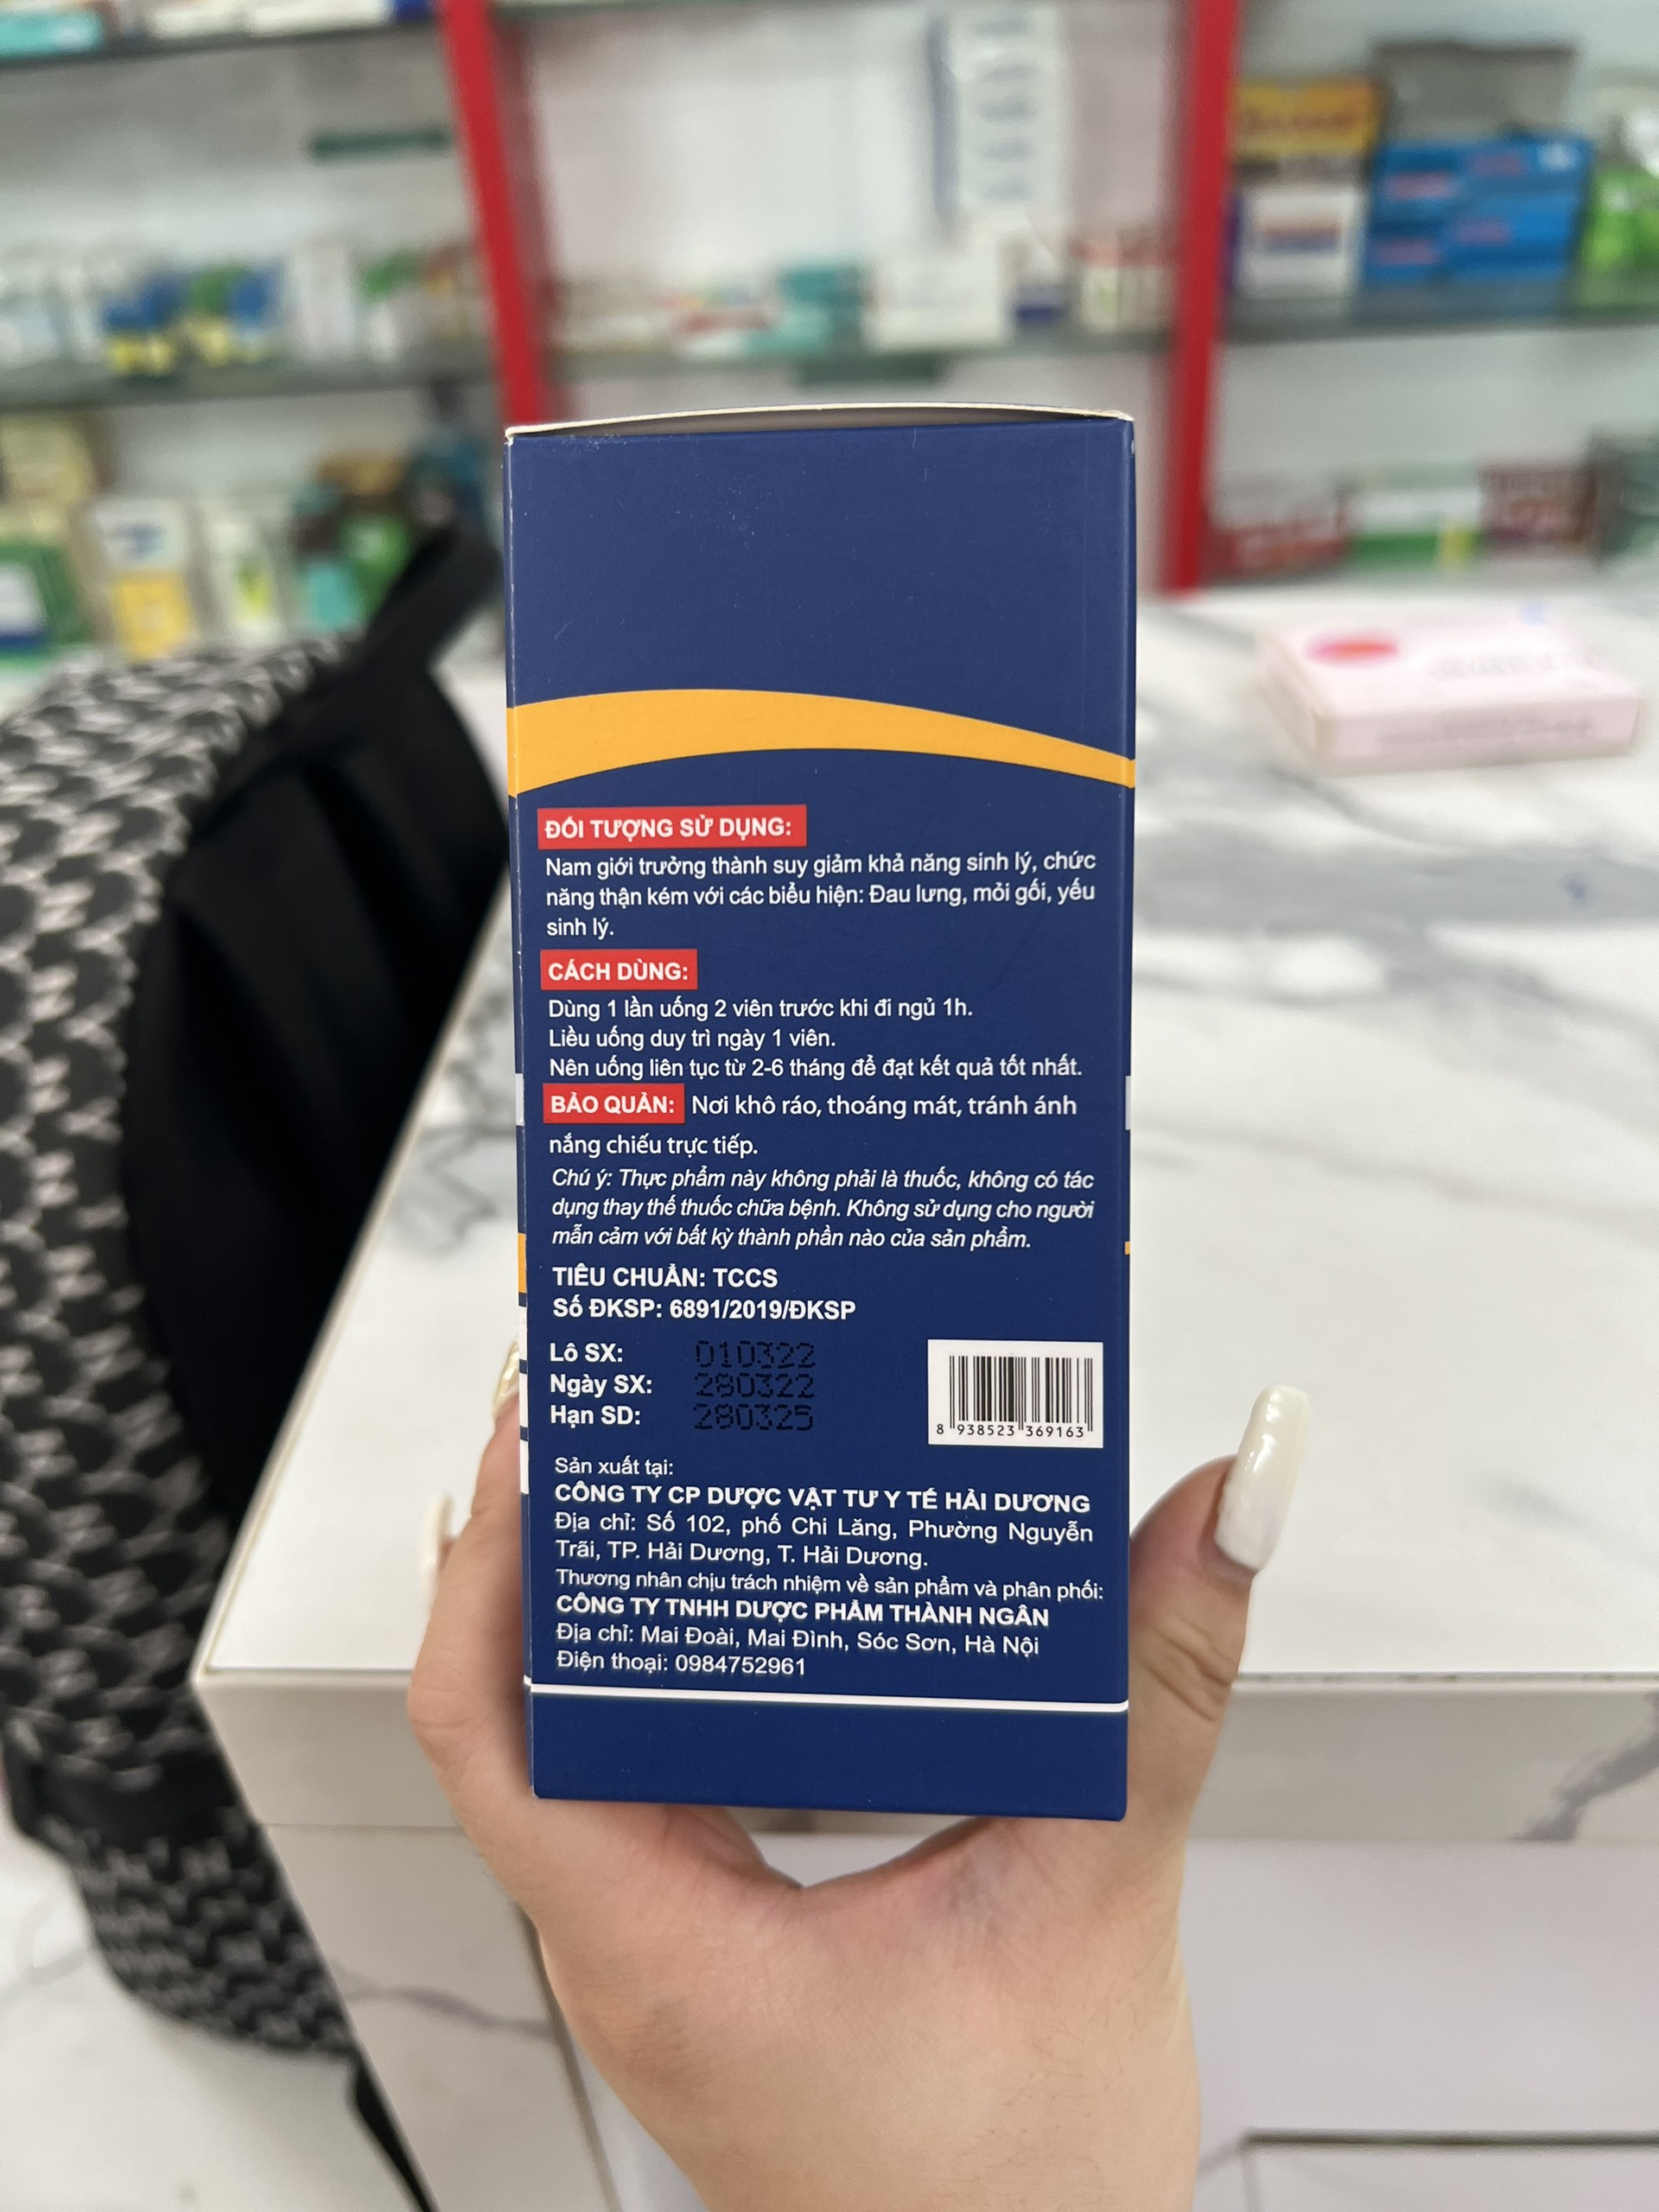 ĐỐI TƯỢNG SỬ DỤNG:
Nam giới trưởng thành suy giảm khả năng sinh lý, chức
năng thận kém với các biểu hiện: Đau lưng, mỏi gối, yếu
sinh lý.
CÁCH DÙNG:
Dùng 1 lần uống 2 viên trước khi đi ngủ 1h.
Liều uống duy trì ngày 1 viên.
Nên uống liên tục từ 2-6 tháng để đạt kết quả tốt nhất.
BẢO QUẢN: Nơi khô ráo, thoáng mát, tránh ánh
nắng chiếu trực tiếp.
Chú ý: Thực phẩm này không phải là thuốc, không có tác
dụng thay thế thuốc chữa bệnh. Không sử dụng cho người
mẫn cảm với bất kỳ thành phần nào của sản phẩm.
TIÊU CHUẨN: TCCS
Số ĐKSP: 6891/2019/ĐKSP
Lô SX: 010322
Ngày SX: 280322
Hạn SD: 280325
8 938523 369163
Sản xuất tại:
CÔNG TY CP DƯỢC VẬT TƯ Y TẾ HẢI DƯƠNG
Địa chỉ: Số 102, phố Chi Lăng, Phường Nguyễn
Trãi, TP. Hải Dương, T. Hải Dương.
Thương nhân chịu trách nhiệm về sản phẩm và phân phối:
CÔNG TY TNHH DƯỢC PHẨM THÀNH NGÂN
Địa chỉ: Mai Đoài, Mai Đình, Sóc Sơn, Hà Nội
Điện thoại: 0984752961